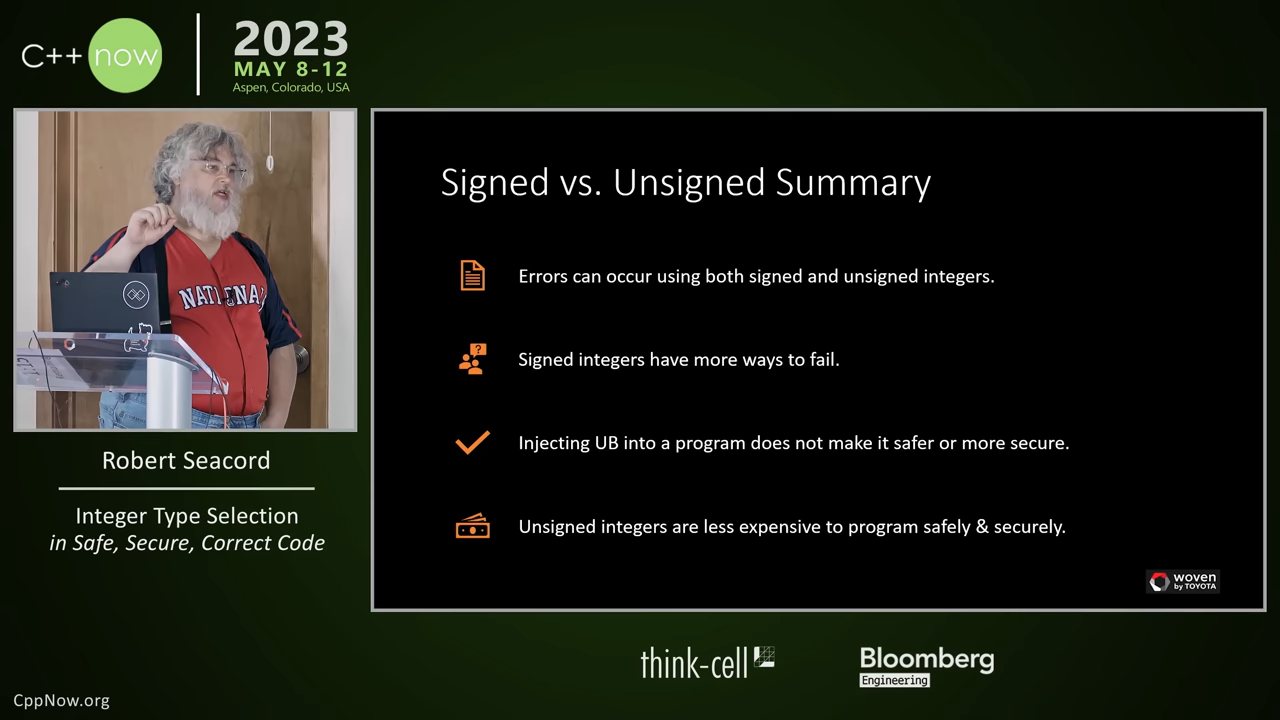 C++ now
2023
MAY 8-12
Aspen, Colorado, USA
NATIONA
Robert Seacord
Integer Type Selection
in Safe, Secure, Correct Code
Signed vs. Unsigned Summary
?
Errors can occur using both signed and unsigned integers.
Signed integers have more ways to fail.
Injecting UB into a program does not make it safer or more secure.
Unsigned integers are less expensive to program safely & securely.
woven
by TOYOTA
think-cell
Bloomberg
Engineering
CppNow.org